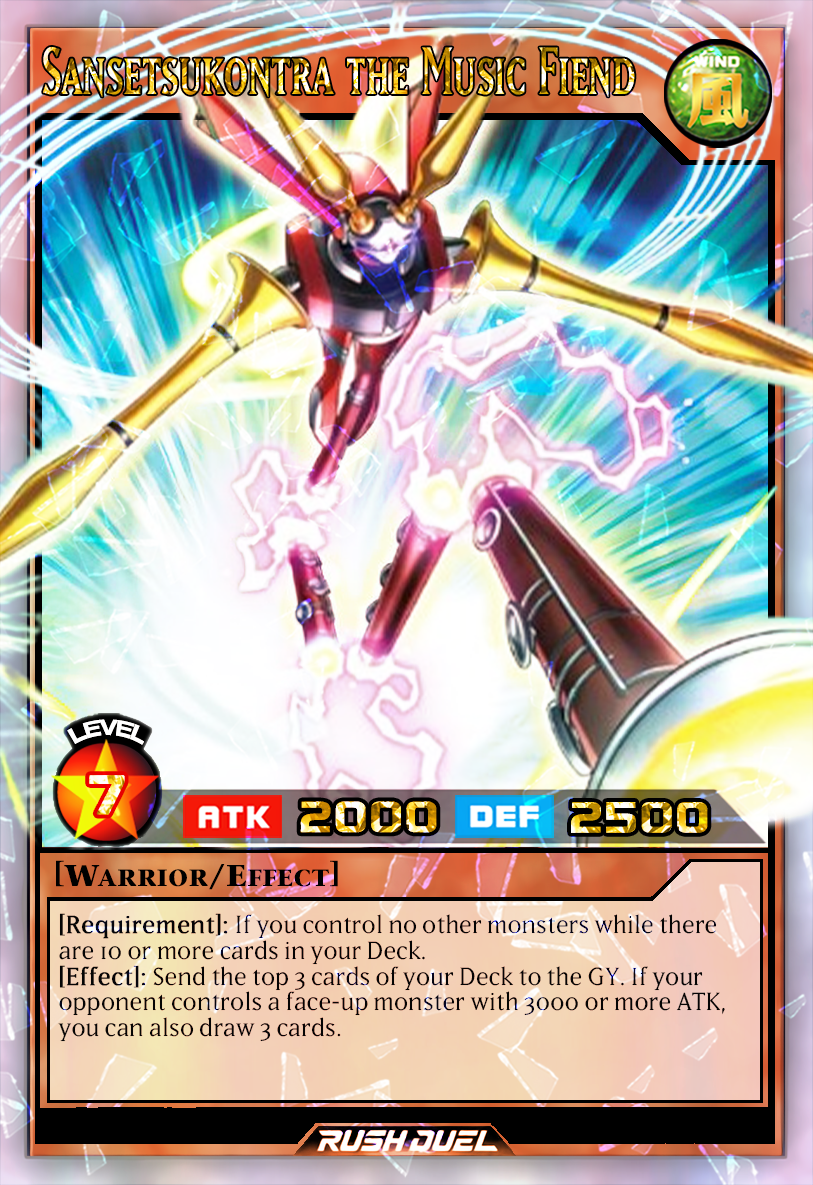 Sansetsukontra the Music Fiend
WIND
風
LEVEL
7
ATK 2000 DEF 2500
[Warrior/Effect]
[Requirement]: If you control no other monsters while there
are 10 or more cards in your Deck.
[Effect]: Send the top 3 cards of your Deck to the GY. If your
opponent controls a face-up monster with 3000 or more ATK,
you can also draw 3 cards.
RUSH DUEL